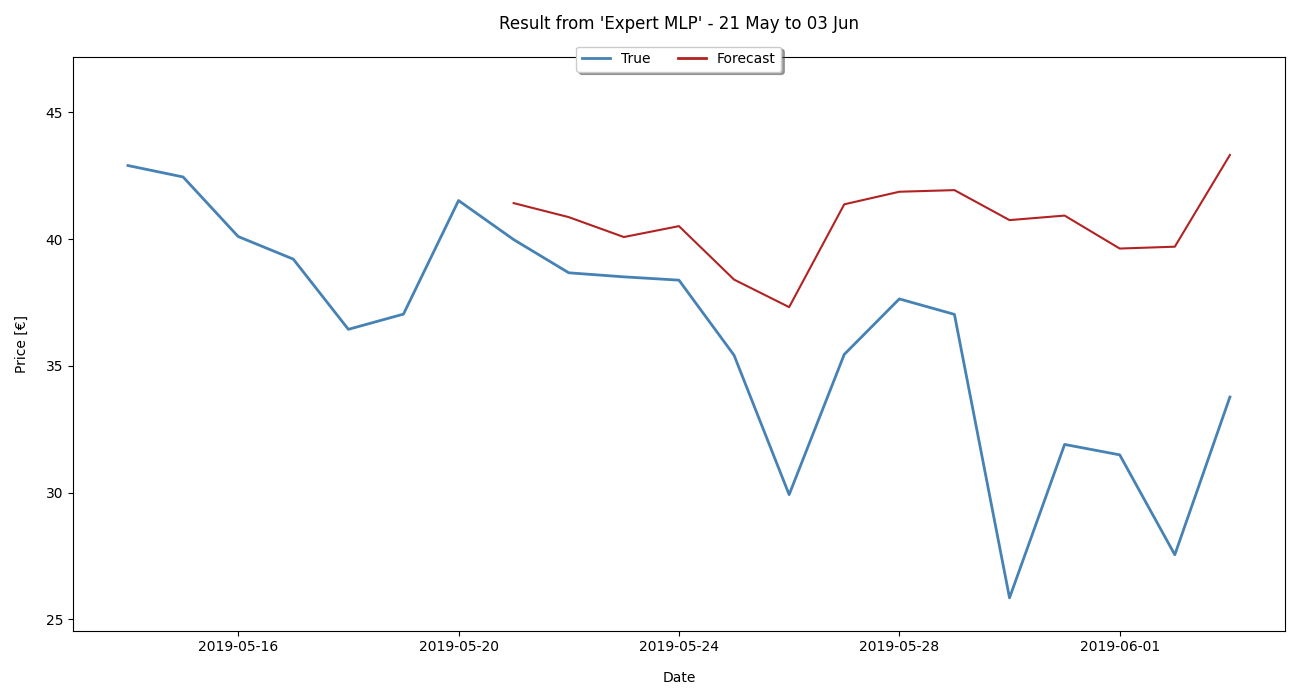 Result from 'Expert MLP' - 21 May to 03 Jun
True Forecast
45
40
35
30
25
Price [€]
2019-05-16 2019-05-20 2019-05-24 2019-05-28 2019-06-01
Date